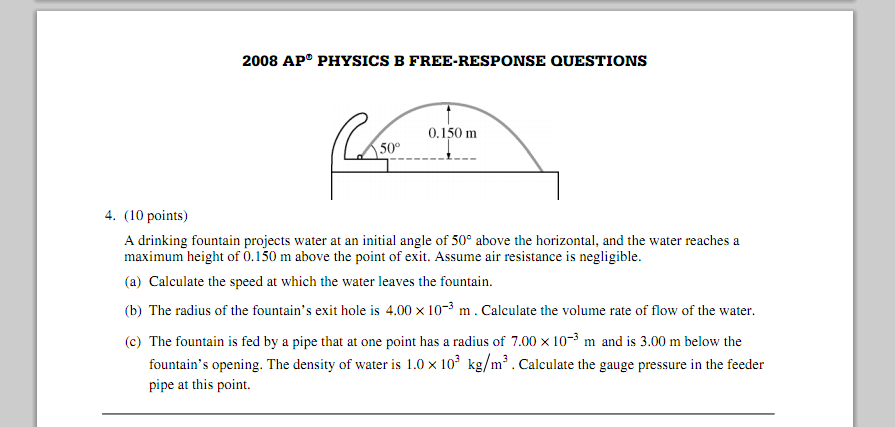 2008 AP® PHYSICS B FREE-RESPONSE QUESTIONS
0.150 m
50°
4. (10 points)
A drinking fountain projects water at an initial angle of 50° above the horizontal, and the water reaches a
maximum height of 0.150 m above the point of exit. Assume air resistance is negligible.
(a) Calculate the speed at which the water leaves the fountain.
(b) The radius of the fountain's exit hole is 4.00 × 10⁻³ m . Calculate the volume rate of flow of the water.
(c) The fountain is fed by a pipe that at one point has a radius of 7.00 × 10⁻³ m and is 3.00 m below the
fountain's opening. The density of water is 1.0 × 10³ kg/m³ . Calculate the gauge pressure in the feeder
pipe at this point.